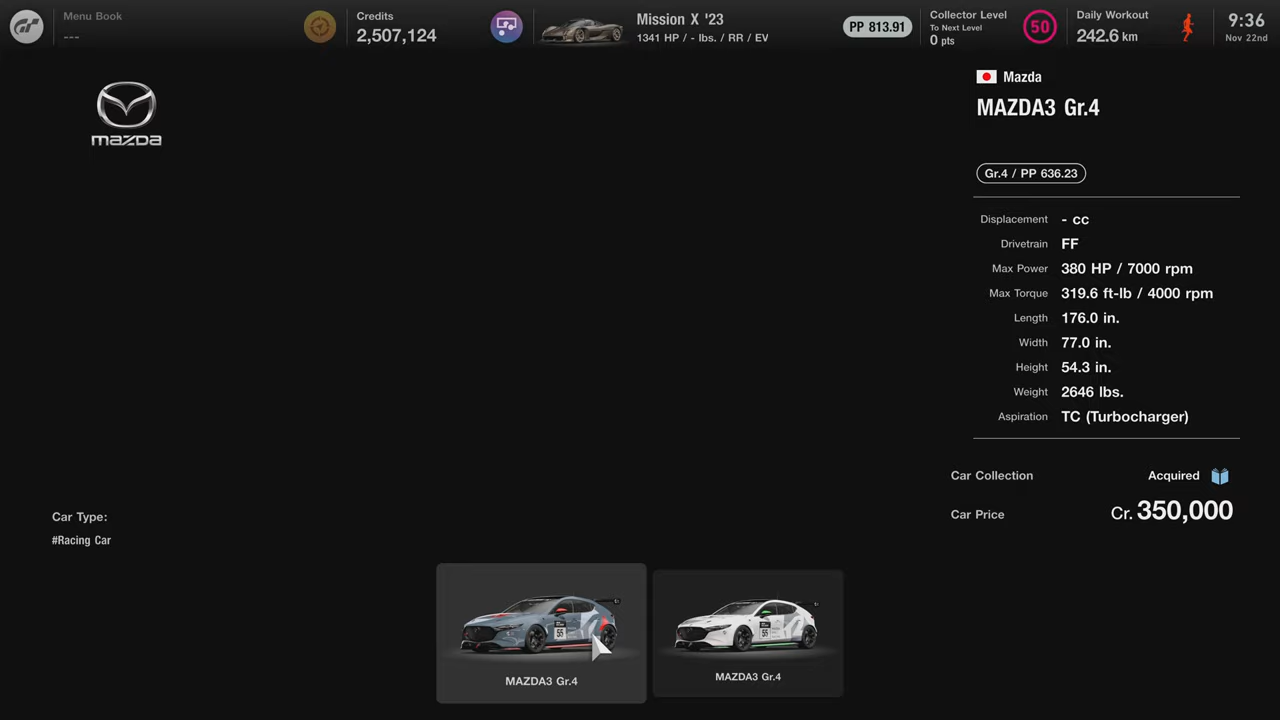 Menu Book
---
Credits
2,507,124
Mission X '23
1341 HP / - lbs. / RR / EV
PP 813.91
Collector Level
To Next Level
0 pts
50
Daily Workout
242.6 km
9:36
Nov 22nd
mazda
Mazda
MAZDA3 Gr.4
Gr.4 / PP 636.23
Displacement - cc
Drivetrain FF
Max Power 380 HP / 7000 rpm
Max Torque 319.6 ft-lb / 4000 rpm
Length 176.0 in.
Width 77.0 in.
Height 54.3 in.
Weight 2646 lbs.
Aspiration TC (Turbocharger)
Car Collection Acquired
Car Price Cr. 350,000
Car Type:
#Racing Car
55
MAZDA3 Gr.4
55
MAZDA3 Gr.4